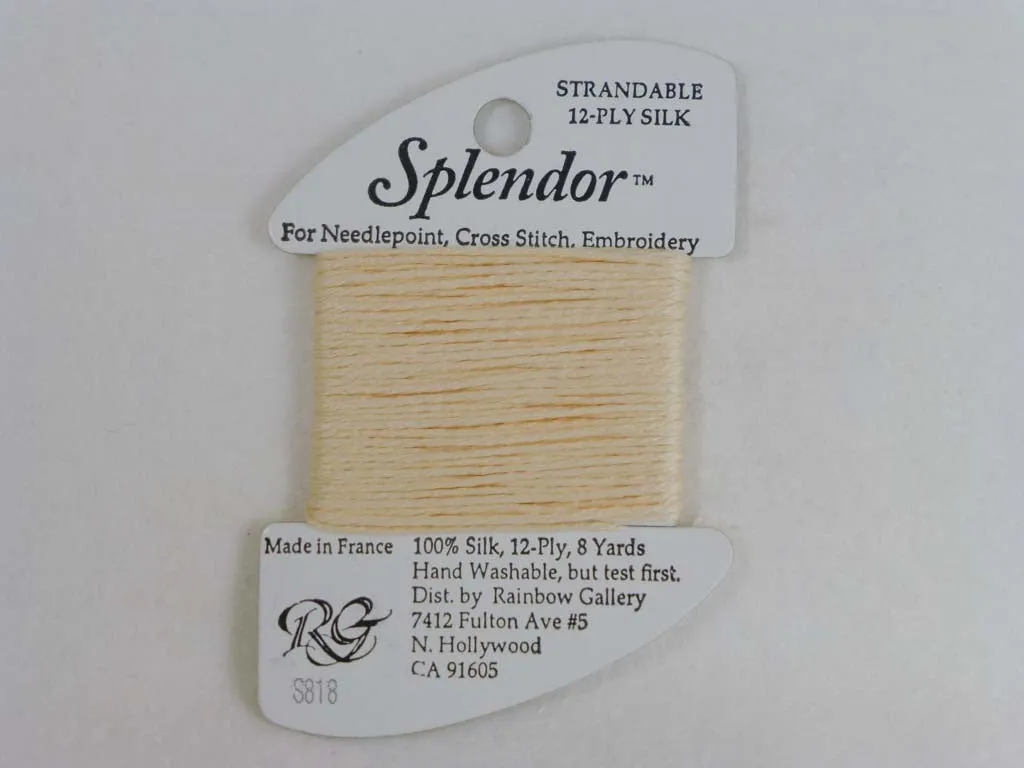 STRANDABLE
12-PLY SILK
Splendor™
For Needlepoint, Cross Stitch, Embroidery
Made in France
100% Silk, 12-Ply, 8 Yards
Hand Washable, but test first.
Dist. by Rainbow Gallery
7412 Fulton Ave #5
N. Hollywood
CA 91605
RG
S818